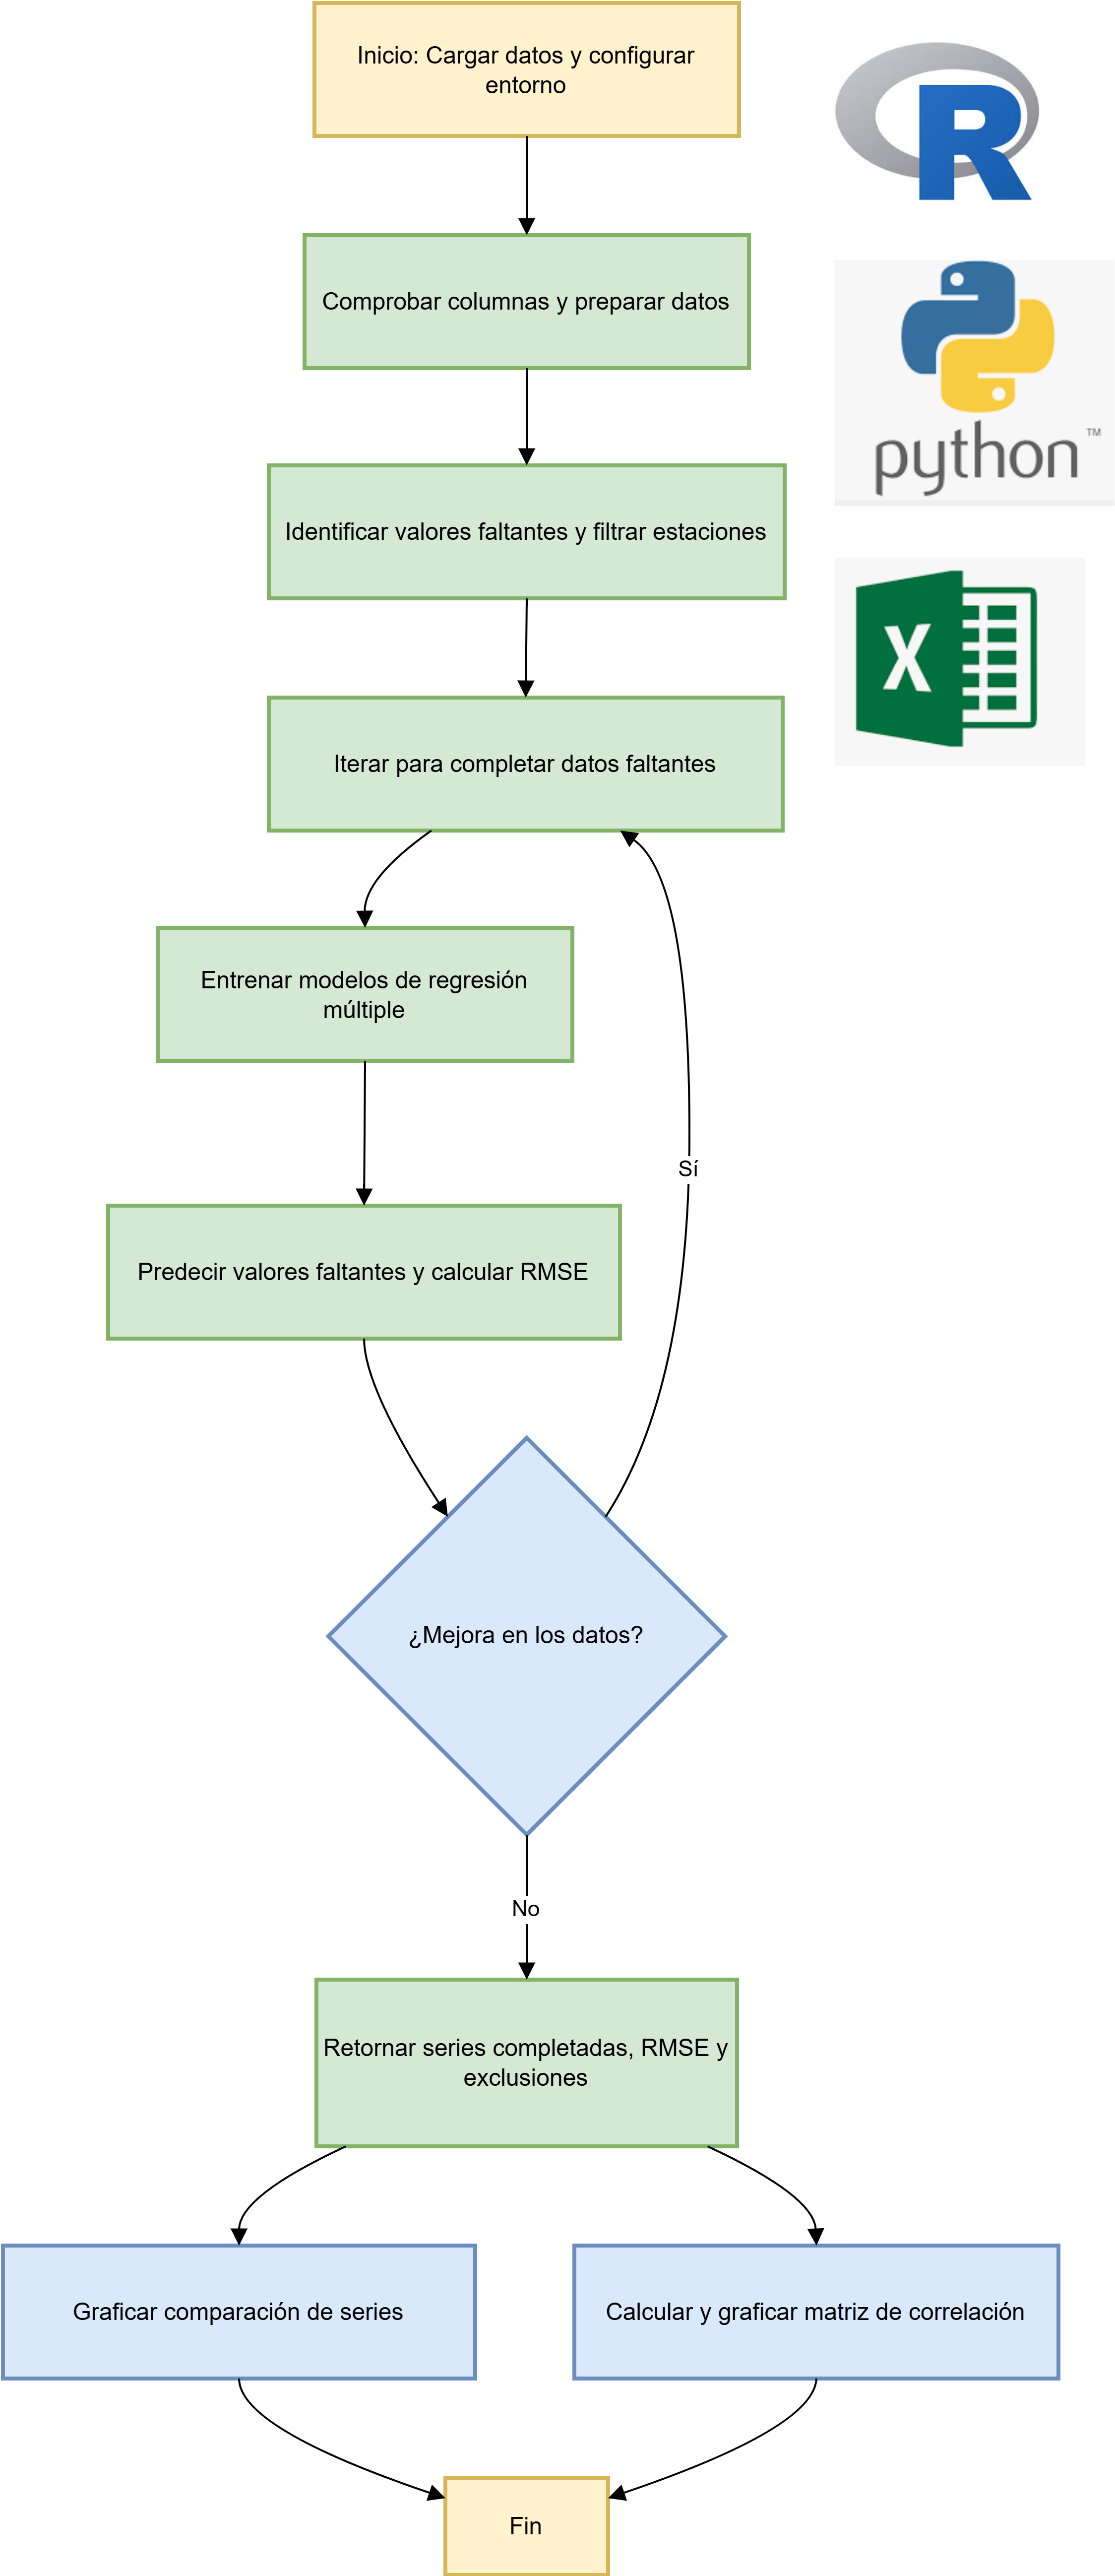 Inicio: Cargar datos y configurar
entorno
R
Comprobar columnas y preparar datos
python TM
Identificar valores faltantes y filtrar estaciones
X
Iterar para completar datos faltantes
Entrenar modelos de regresión
múltiple
Sí
Predecir valores faltantes y calcular RMSE
¿Mejora en los datos?
No
Retornar series completadas, RMSE y
exclusiones
Graficar comparación de series
Calcular y graficar matriz de correlación
Fin